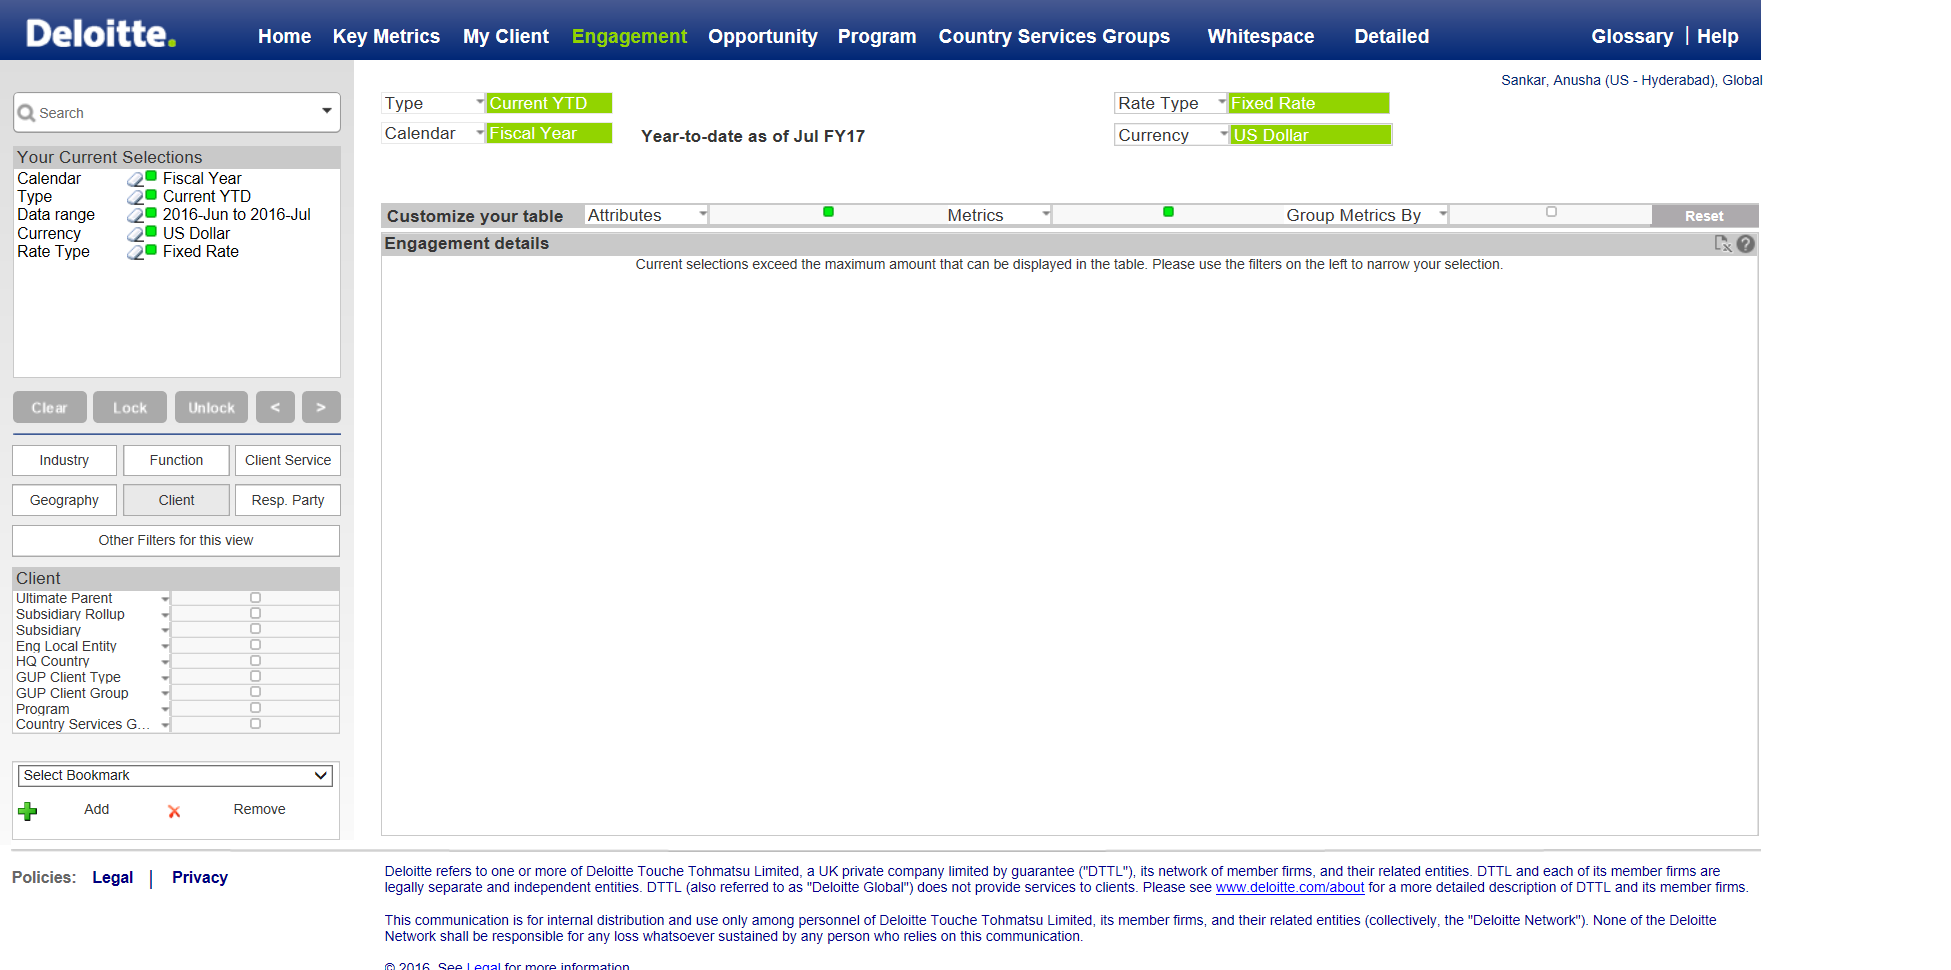 Deloitte.
Home Key Metrics My Client Engagement Opportunity Program Country Services Groups Whitespace Detailed Glossary | Help
Sankar, Anusha (US - Hyderabad), Global
Search
Your Current Selections
Calendar Fiscal Year
Type Current YTD
Data range 2016-Jun to 2016-Jul
Currency US Dollar
Rate Type Fixed Rate
Clear Lock Unlock < >
Industry Function Client Service
Geography Client Resp. Party
Other Filters for this view
Client
Ultimate Parent
Subsidiary Rollup
Subsidiary
Eng Local Entity
HQ Country
GUP Client Type
GUP Client Group
Program
Country Services G...
Select Bookmark
Add Remove
Type Current YTD
Calendar Fiscal Year
Year-to-date as of Jul FY17
Rate Type Fixed Rate
Currency US Dollar
Customize your table Attributes Metrics Group Metrics By Reset
Engagement details
Current selections exceed the maximum amount that can be displayed in the table. Please use the filters on the left to narrow your selection.
Policies: Legal | Privacy
Deloitte refers to one or more of Deloitte Touche Tohmatsu Limited, a UK private company limited by guarantee ("DTTL"), its network of member firms, and their related entities. DTTL and each of its member firms are
legally separate and independent entities. DTTL (also referred to as "Deloitte Global") does not provide services to clients. Please see www.deloitte.com/about for a more detailed description of DTTL and its member firms.
This communication is for internal distribution and use only among personnel of Deloitte Touche Tohmatsu Limited, its member firms, and their related entities (collectively, the "Deloitte Network"). None of the Deloitte
Network shall be responsible for any loss whatsoever sustained by any person who relies on this communication.
© 2016. See Legal for more information